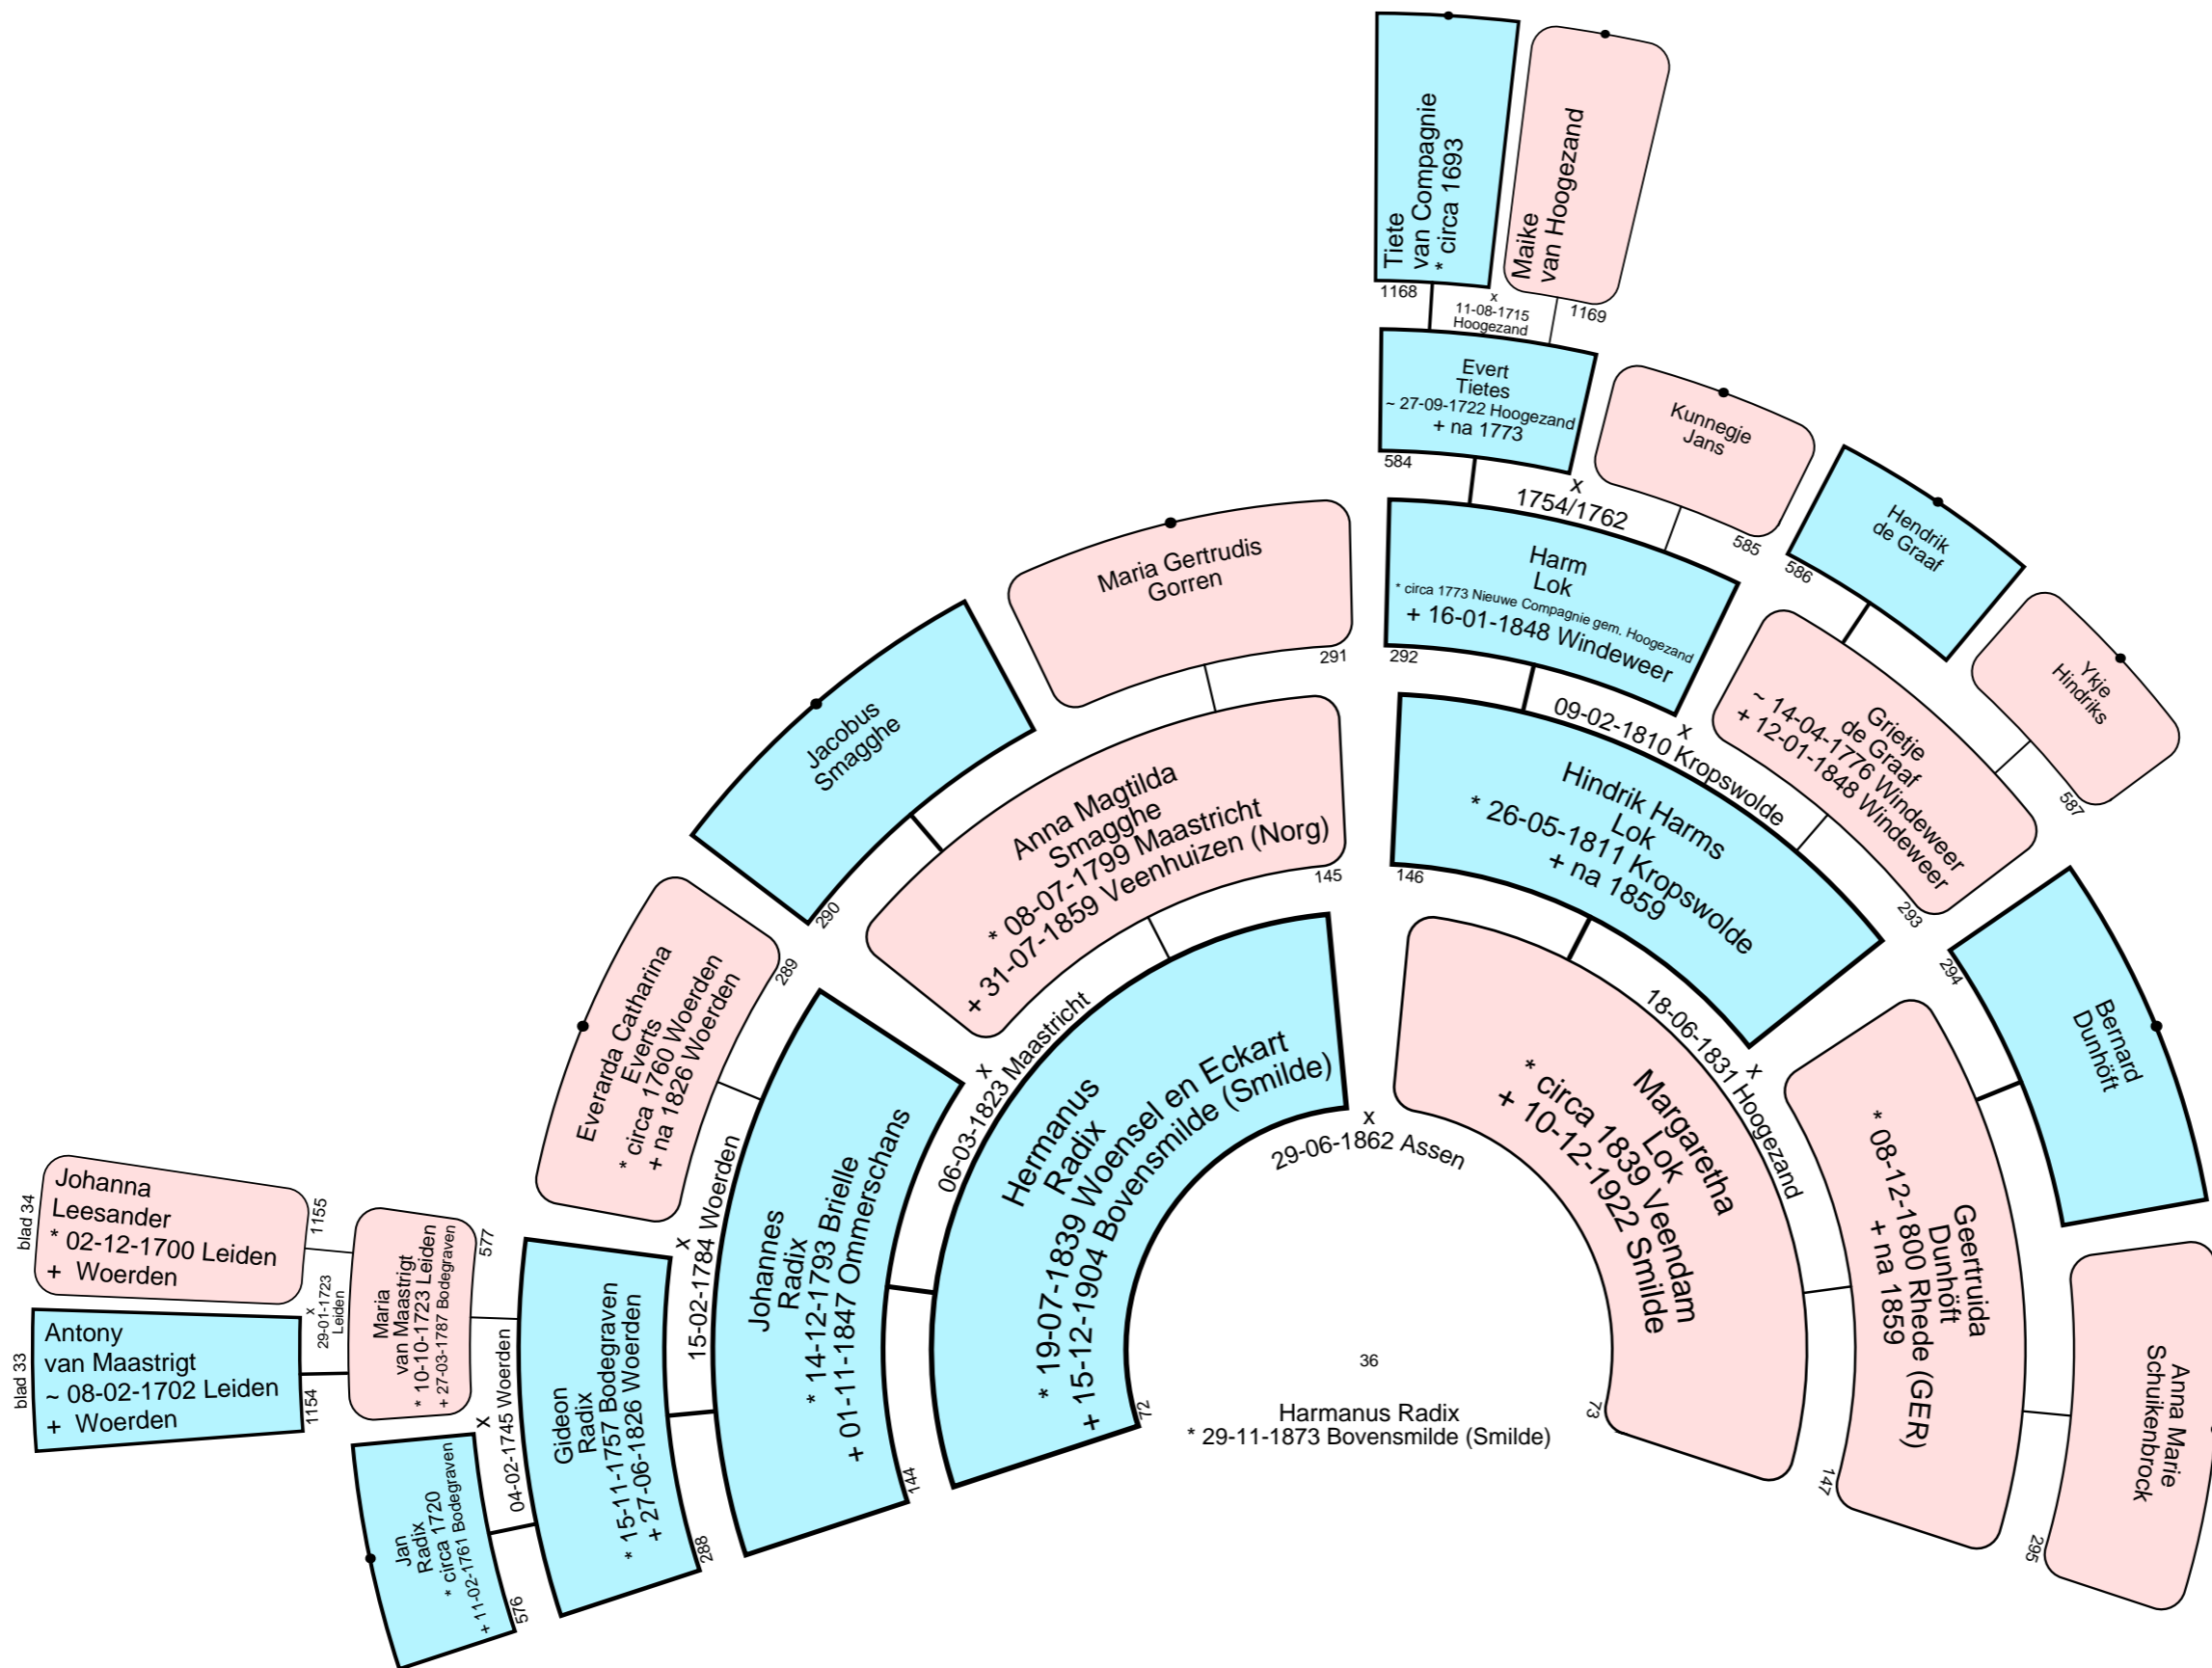 Tiete
van Compagnie
* circa 1693
1168
Maike
van Hoogezand
1169
x
11-08-1715
Hoogezand
Evert
Tietes
~ 27-09-1722 Hoogezand
+ na 1773
584
Kunnegje
Jans
585
x
1754/1762
Hendrik
de Graaf
586
Ykje
Hindriks
587
Maria Gertrudis
Gorren
291
Harm
Lok
* circa 1773 Nieuwe Compagnie gem. Hoogezand
+ 16-01-1848 Windeweer
292
x
09-02-1810 Kropswolde
Grietje
de Graaf
~ 14-04-1776 Windeweer
+ 12-01-1848 Windeweer
293
Jacobus
Smagghe
290
Anna Magtilda
Smagghe
* 08-07-1799 Maastricht
+ 31-07-1859 Veenhuizen (Norg)
145
Hindrik Harms
Lok
* 26-05-1811 Kropswolde
+ na 1859
146
Bernard
Dunhöft
294
Everarda Catharina
Everts
* circa 1760 Woerden
+ na 1826 Woerden
289
x
06-03-1823 Maastricht
x
18-06-1831 Hoogezand
Hermanus
Radix
* 19-07-1839 Woensel en Eckart
+ 15-12-1904 Bovensmilde (Smilde)
72
x
29-06-1862 Assen
Margaretha
Lok
* circa 1839 Veendam
+ 10-12-1922 Smilde
73
Geertruida
Dunhöft
* 08-12-1800 Rhede (GER)
+ na 1859
147
Anna Marie
Schuikenbrock
295
Johannes
Radix
* 14-12-1793 Brielle
+ 01-11-1847 Ommerschans
144
x
15-02-1784 Woerden
blad 34
Johanna
Leesander
* 02-12-1700 Leiden
+ Woerden
1155
x
29-01-1723
Leiden
blad 33
Antony
van Maastrigt
~ 08-02-1702 Leiden
+ Woerden
1154
Maria
van Maastrigt
* 10-10-1723 Leiden
+ 27-03-1787 Bodegraven
577
x
04-02-1745 Woerden
Gideon
Radix
* 15-11-1757 Bodegraven
+ 27-06-1826 Woerden
288
Jan
Radix
* circa 1720
+ 11-02-1761 Bodegraven
576
36
Harmanus Radix
* 29-11-1873 Bovensmilde (Smilde)